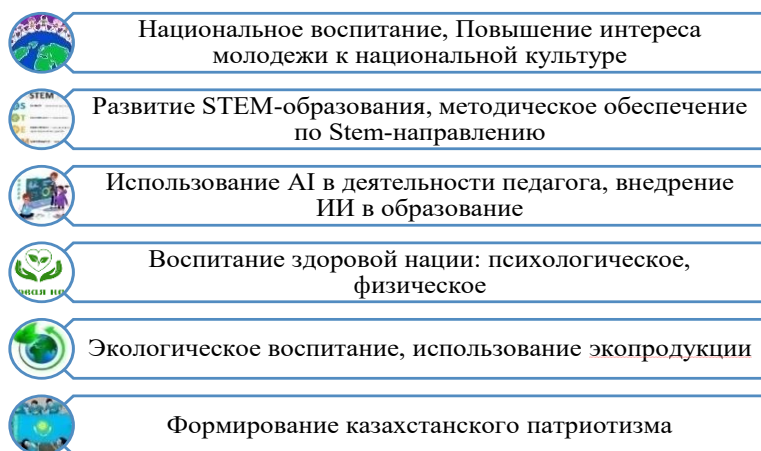 Национальное воспитание, Повышение интереса
молодежи к национальной культуре
STEM
Развитие STEM-образования, методическое обеспечение
по Stem-направлению
Использование AI в деятельности педагога, внедрение
ИИ в образование
Воспитание здоровой нации: психологическое,
физическое
Экологическое воспитание, использование экопродукции
Формирование казахстанского патриотизма